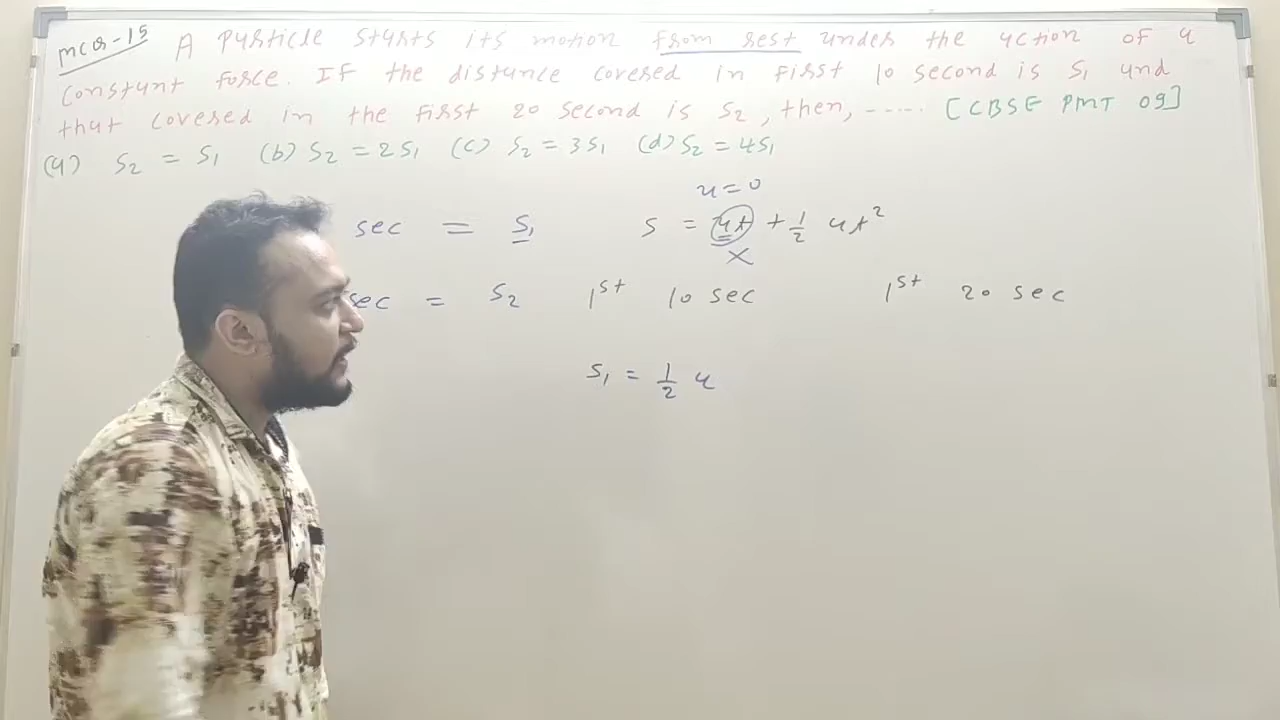 MCQ-15 A particle starts its motion from rest under the action of a
constant force. If the distance covered in first 10 second is S₁ and
that covered in the first 20 second is S₂, then, ..... [CBSE PMT 09]
(a) S₂ = S₁ (b) S₂ = 2S₁ (c) S₂ = 3S₁ (d) S₂ = 4S₁
u = 0
sec = S₁ S = ut + 1/2 at²
X
sec = S₂ 1st 10 sec 1st 20 sec
S₁ = 1/2 a